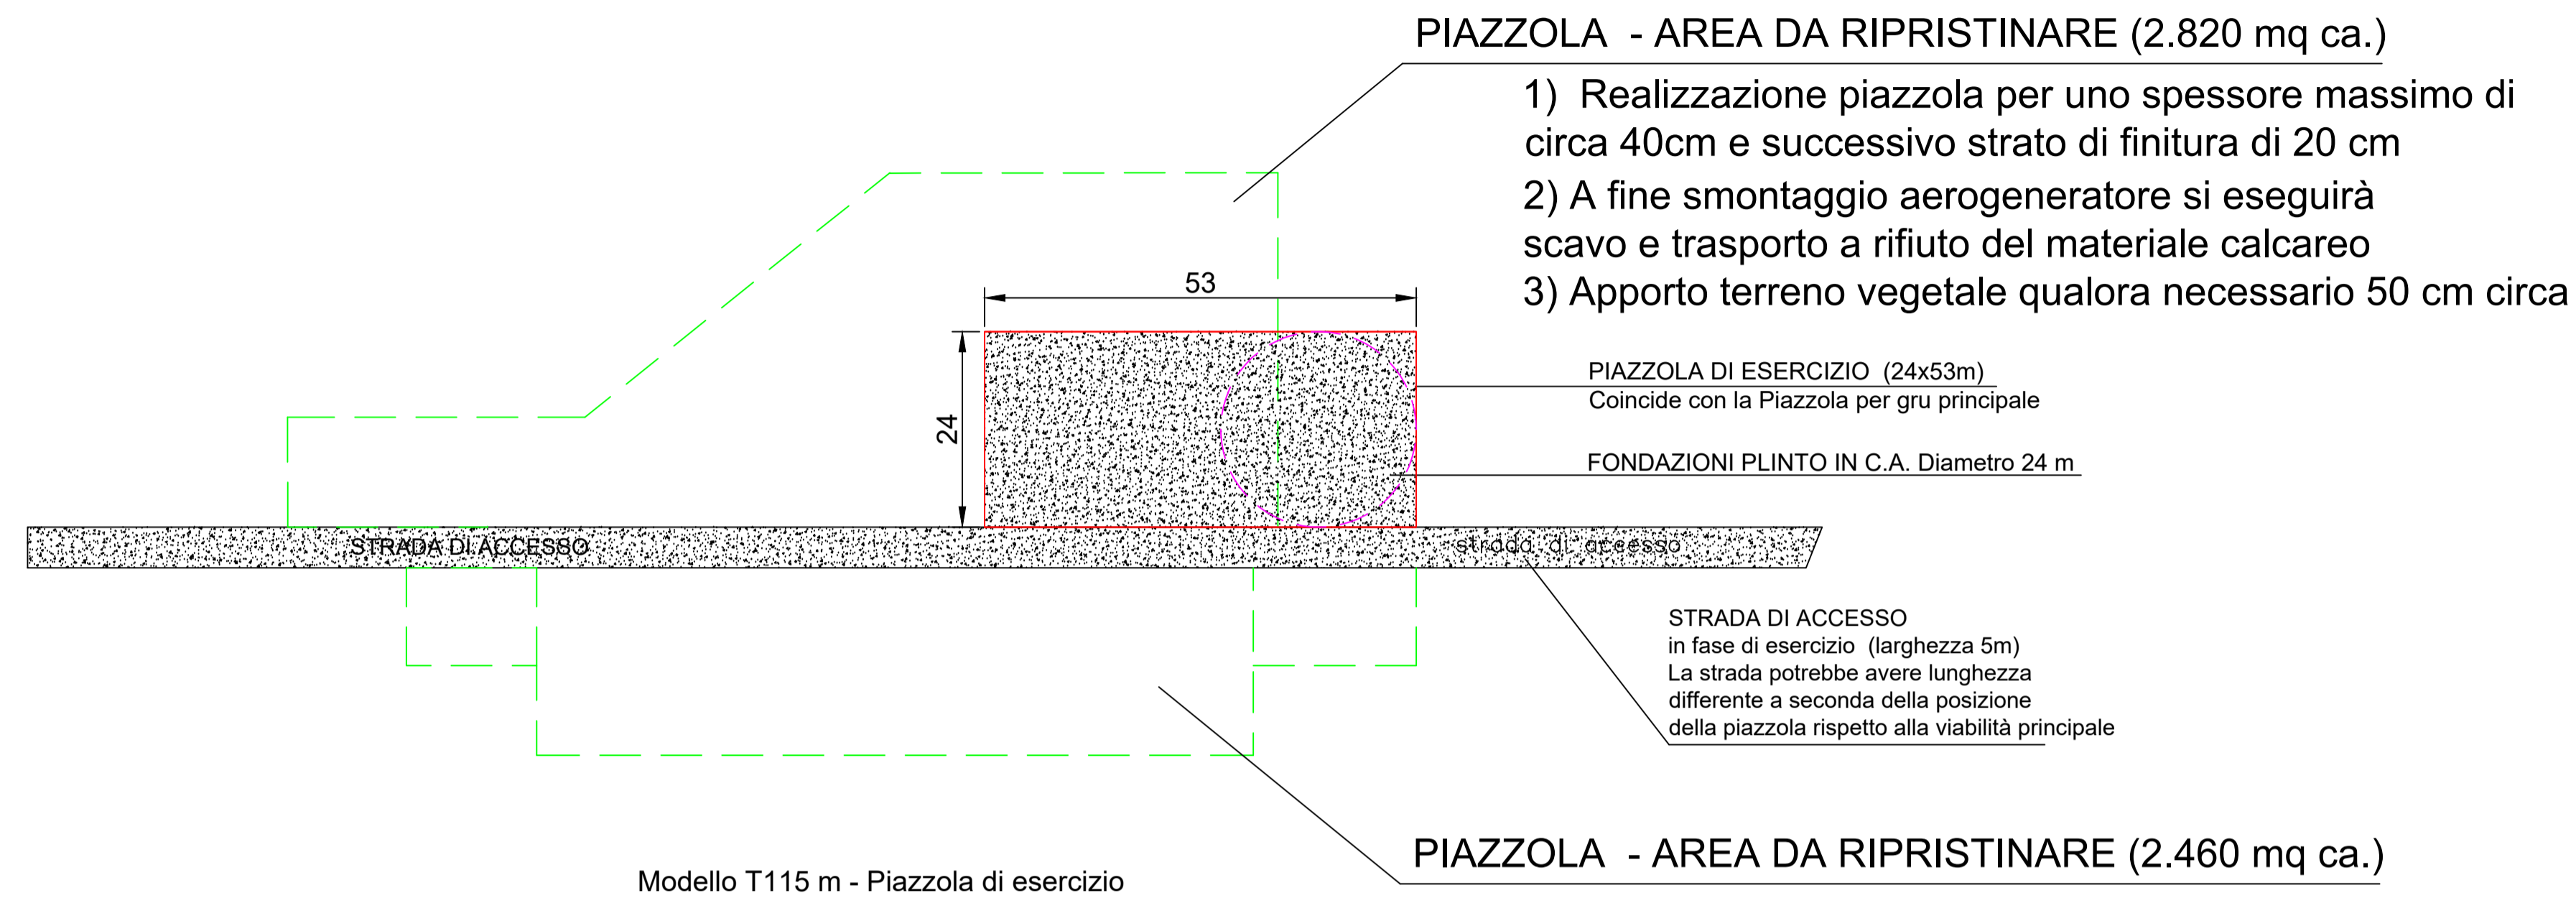 PIAZZOLA - AREA DA RIPRISTINARE (2.820 mq ca.)
1) Realizzazione piazzola per uno spessore massimo di
circa 40cm e successivo strato di finitura di 20 cm
2) A fine smontaggio aerogeneratore si eseguirà
scavo e trasporto a rifiuto del materiale calcareo
3) Apporto terreno vegetale qualora necessario 50 cm circa
53
24
PIAZZOLA DI ESERCIZIO (24x53m)
Coincide con la Piazzola per gru principale
FONDAZIONI PLINTO IN C.A. Diametro 24 m
STRADA DI ACCESSO
strada di accesso
STRADA DI ACCESSO
in fase di esercizio (larghezza 5m)
La strada potrebbe avere lunghezza
differente a seconda della posizione
della piazzola rispetto alla viabilità principale
PIAZZOLA - AREA DA RIPRISTINARE (2.460 mq ca.)
Modello T115 m - Piazzola di esercizio